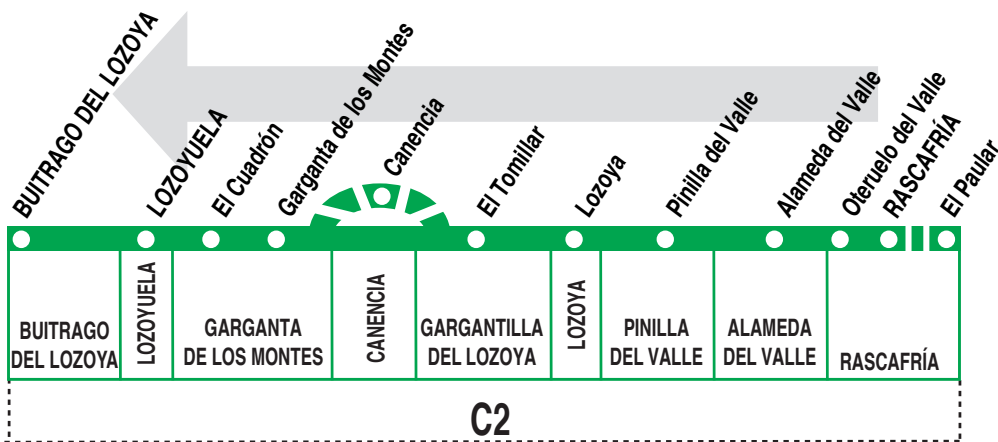 BUITRAGO DEL LOZOYA
LOZOYUELA
El Cuadrón
Garganta de los Montes
Canencia
El Tomillar
Lozoya
Pinilla del Valle
Alameda del Valle
Oteruelo del Valle
RASCAFRÍA
El Paular
BUITRAGO
DEL LOZOYA
LOZOYUELA
GARGANTA
DE LOS MONTES
CANENCIA
GARGANTILLA
DEL LOZOYA
LOZOYA
PINILLA
DEL VALLE
ALAMEDA
DEL VALLE
RASCAFRÍA
C2